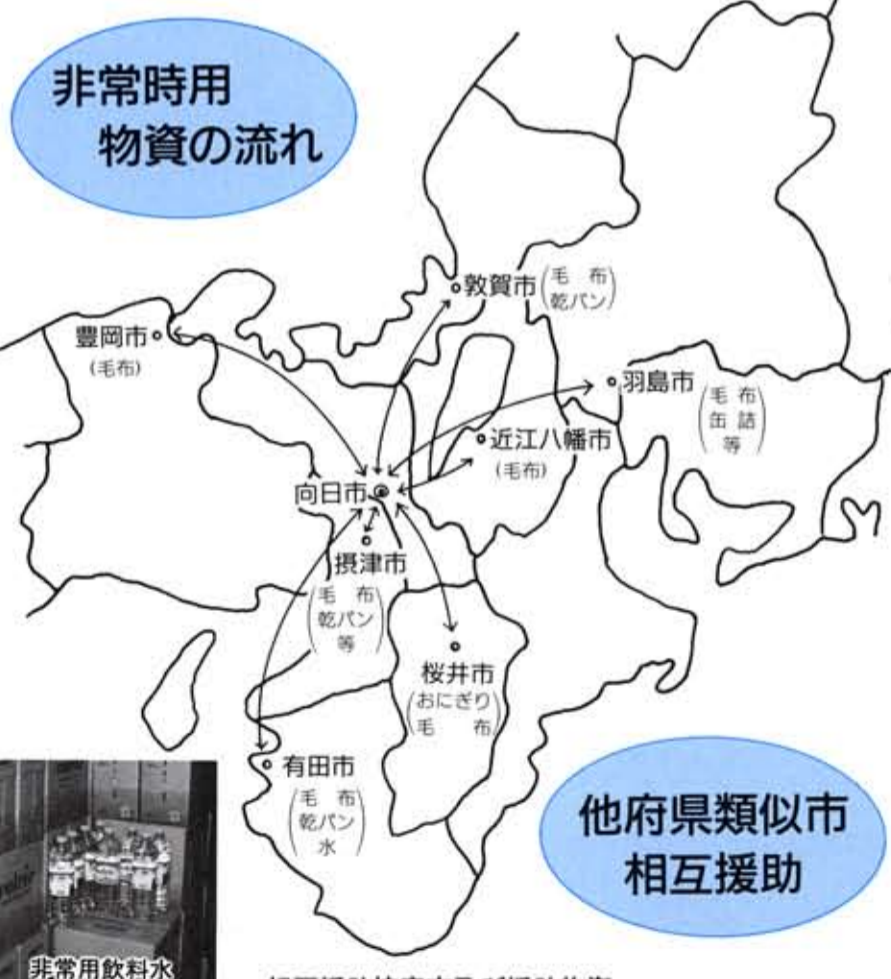 非常時用
物資の流れ
敦賀市
(毛布
乾パン)
豊岡市
(毛布)
羽島市
(毛布
缶詰
等)
近江八幡市
(毛布)
向日市
摂津市
(毛布
乾パン
等)
桜井市
(おにぎり
毛布)
有田市
(毛布
乾パン
水)
他府県類似市
相互援助
非常用飲料水